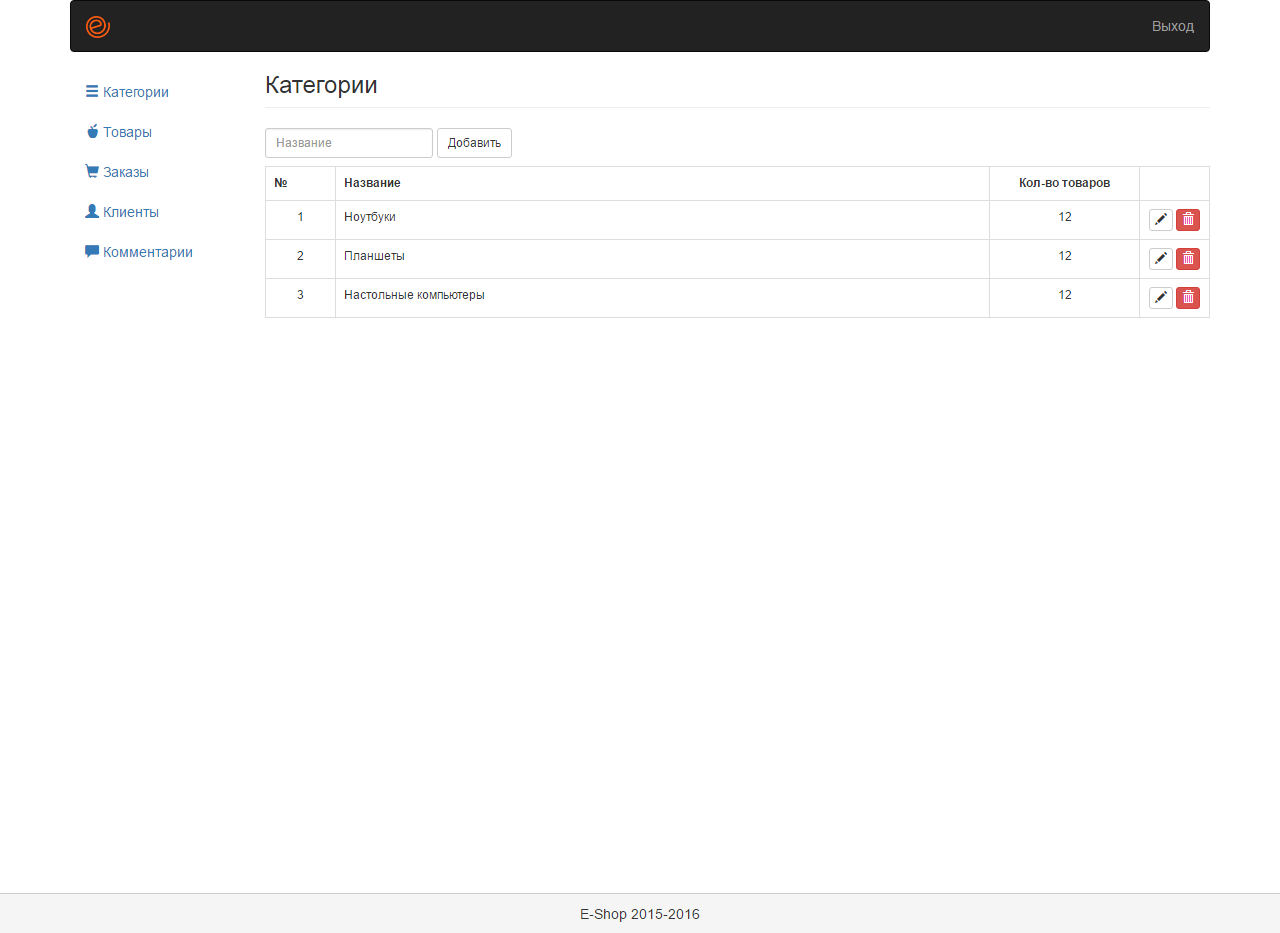 Выход
Категории
Товары
Заказы
Клиенты
Комментарии
Категории
Название Добавить
№ Название Кол-во товаров
1 Ноутбуки 12
2 Планшеты 12
3 Настольные компьютеры 12
E-Shop 2015-2016